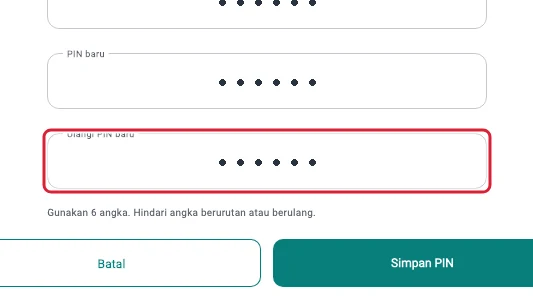 PIN baru
Ulangi PIN baru
Gunakan 6 angka. Hindari angka berurutan atau berulang.
Batal
Simpan PIN